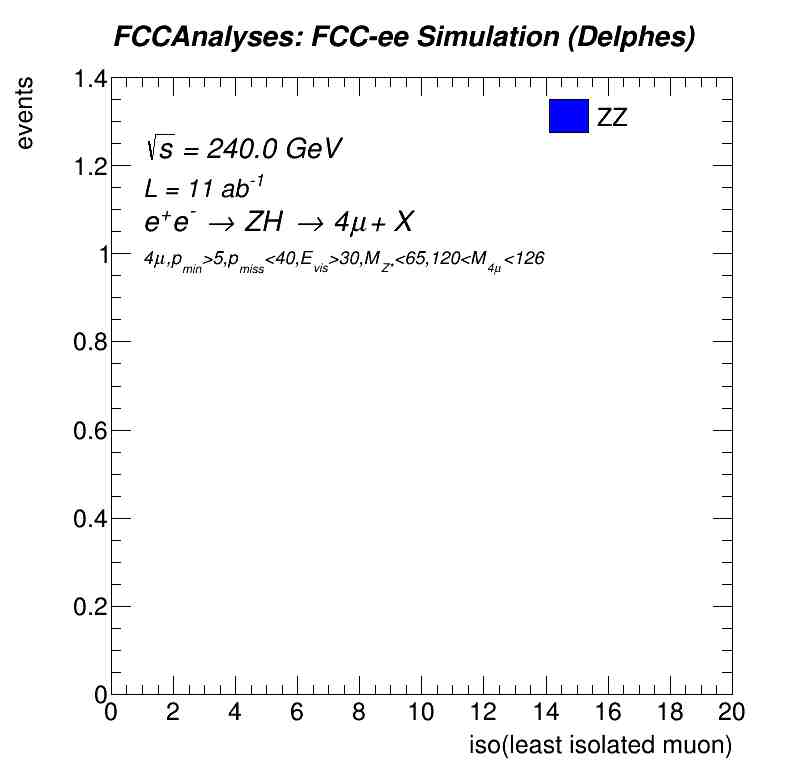 FCCAnalyses: FCC-ee Simulation (Delphes)
events
1.4
1.2
1
0.8
0.6
0.4
0.2
0
ZZ
√s = 240.0 GeV
L = 11 ab⁻¹
e⁺e⁻ → ZH → 4μ + X
4μ,p_min>5,p_miss<40,E_vis>30,M_Z*<65,120<M_4μ<126
0 2 4 6 8 10 12 14 16 18 20
iso(least isolated muon)